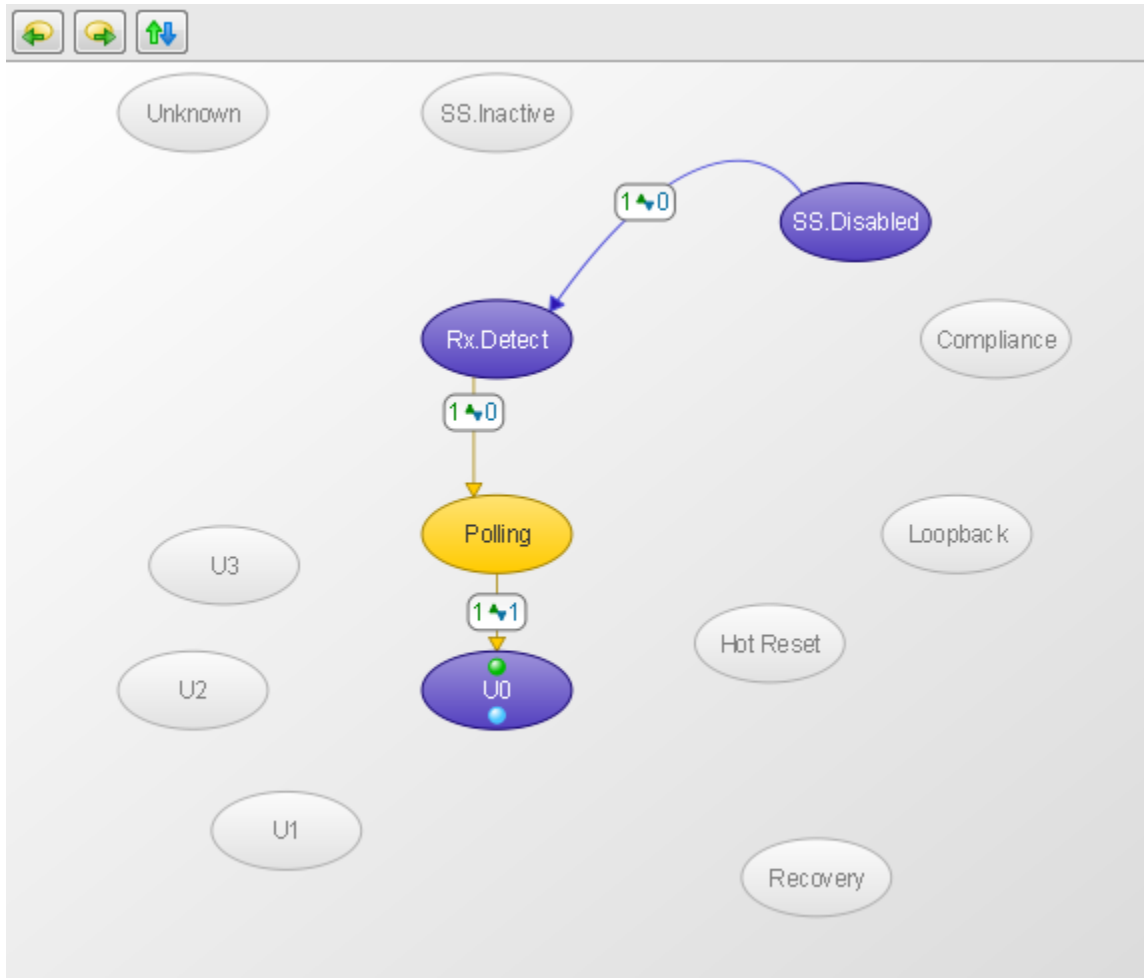 Unknown
SS.Inactive
1 0
SS.Disabled
Rx.Detect
Compliance
1 0
Polling
Loopback
U3
1 1
Hot Reset
U2
U0
U1
Recovery